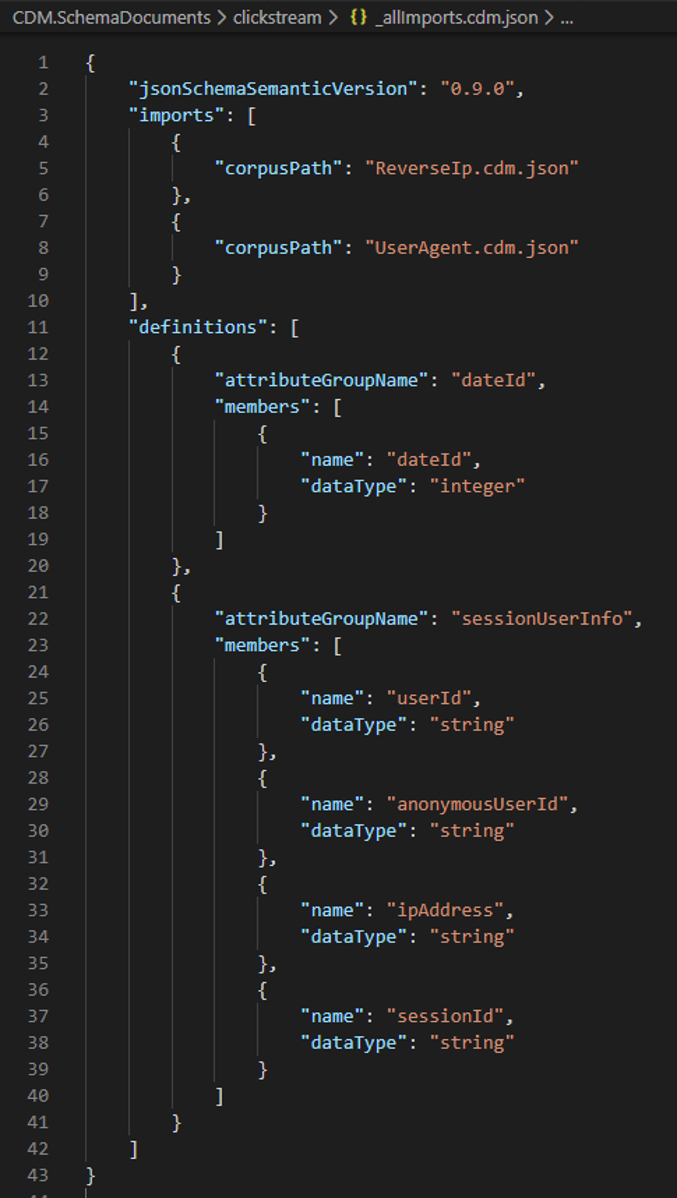 CDM.SchemaDocuments > clickstream > {} _allImports.cdm.json > ...
1 {
2     "jsonSchemaSemanticVersion": "0.9.0",
3     "imports": [
4         {
5             "corpusPath": "ReverseIp.cdm.json"
6         },
7         {
8             "corpusPath": "UserAgent.cdm.json"
9         }
10     ],
11     "definitions": [
12         {
13             "attributeGroupName": "dateId",
14             "members": [
15                 {
16                     "name": "dateId",
17                     "dataType": "integer"
18                 }
19             ]
20         },
21         {
22             "attributeGroupName": "sessionUserInfo",
23             "members": [
24                 {
25                     "name": "userId",
26                     "dataType": "string"
27                 },
28                 {
29                     "name": "anonymousUserId",
30                     "dataType": "string"
31                 },
32                 {
33                     "name": "ipAddress",
34                     "dataType": "string"
35                 },
36                 {
37                     "name": "sessionId",
38                     "dataType": "string"
39                 }
40             ]
41         }
42     ]
43 }